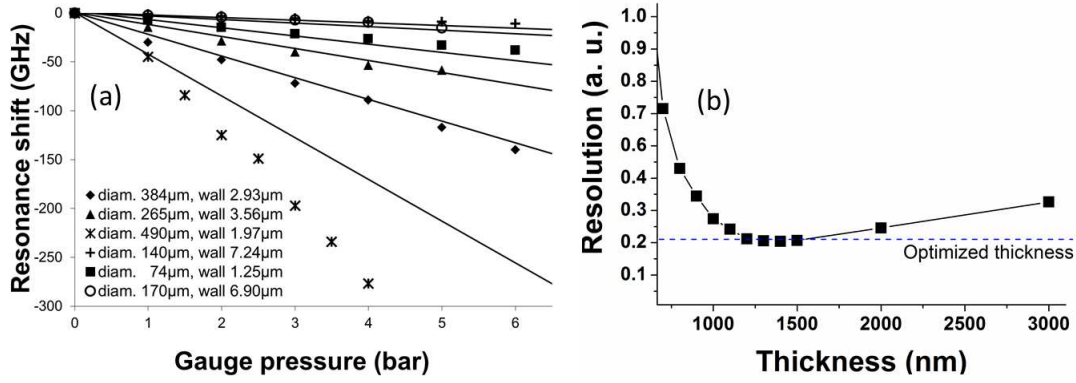 0
-50
-100
-150
-200
-250
-300
Resonance shift (GHz)
(a)
diam. 384µm, wall 2.93µm
diam. 265µm, wall 3.56µm
diam. 490µm, wall 1.97µm
diam. 140µm, wall 7.24µm
diam. 74µm, wall 1.25µm
diam. 170µm, wall 6.90µm
0 1 2 3 4 5 6
Gauge pressure (bar)
1.0
0.9
0.8
0.7
0.6
0.5
0.4
0.3
0.2
0.1
Resolution (a. u.)
(b)
Optimized thickness
1000 1500 2000 2500 3000
Thickness (nm)